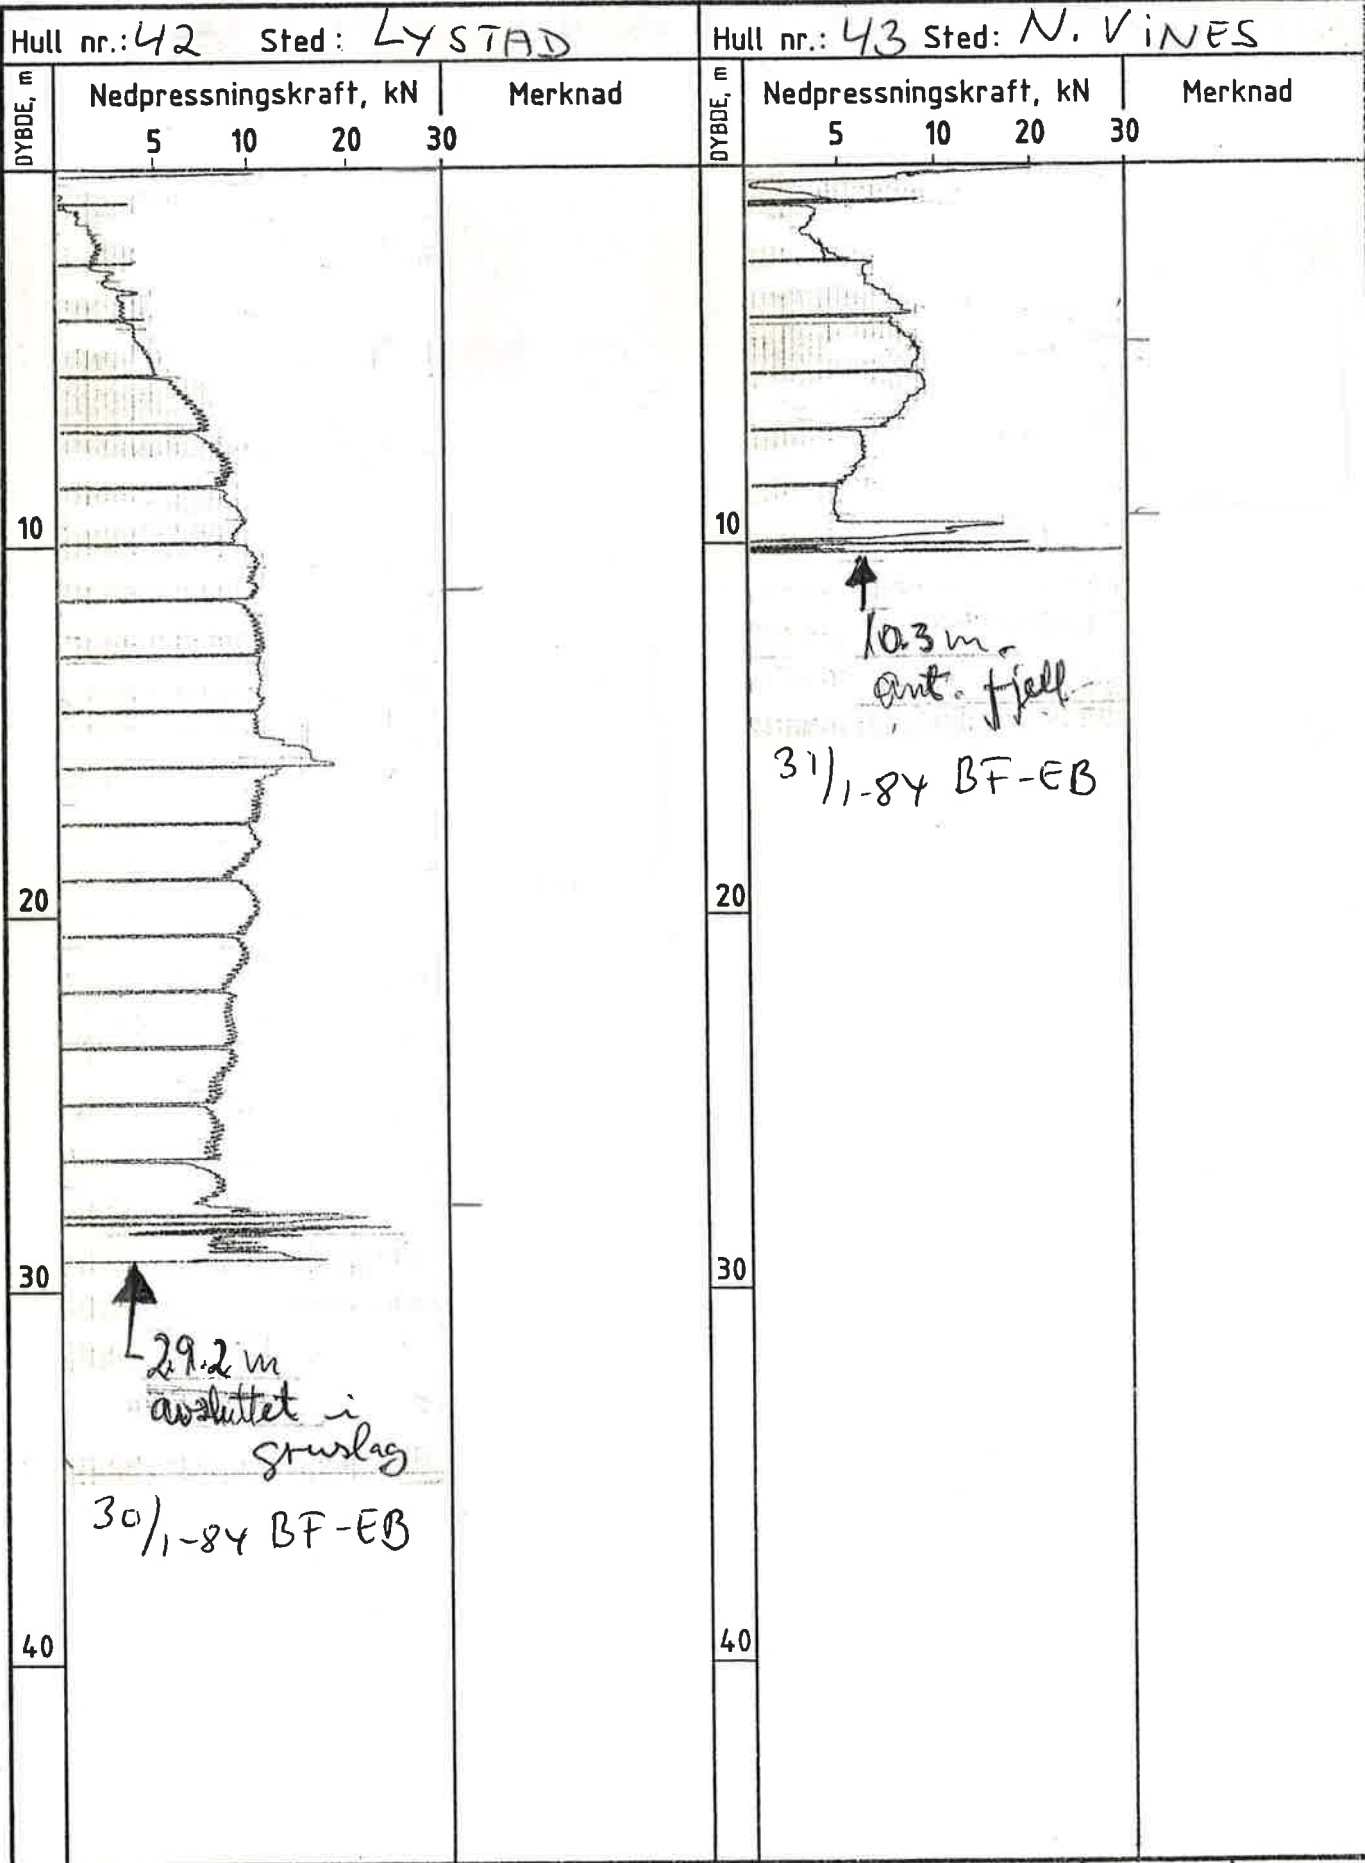 Hull nr.: 42 Sted: LYSTAD
DYBDE, m
Nedpressningskraft, kN
Merknad
5 10 20 30
10
20
30
29.2 m
avsluttet i
gruslag
30/1-84 BF-EB
40
Hull nr.: 43 Sted: N. ViNES
DYBDE, m
Nedpressningskraft, kN
Merknad
5 10 20 30
10
10.3 m.
ant. fjell
31/1-84 BF-EB
20
30
40